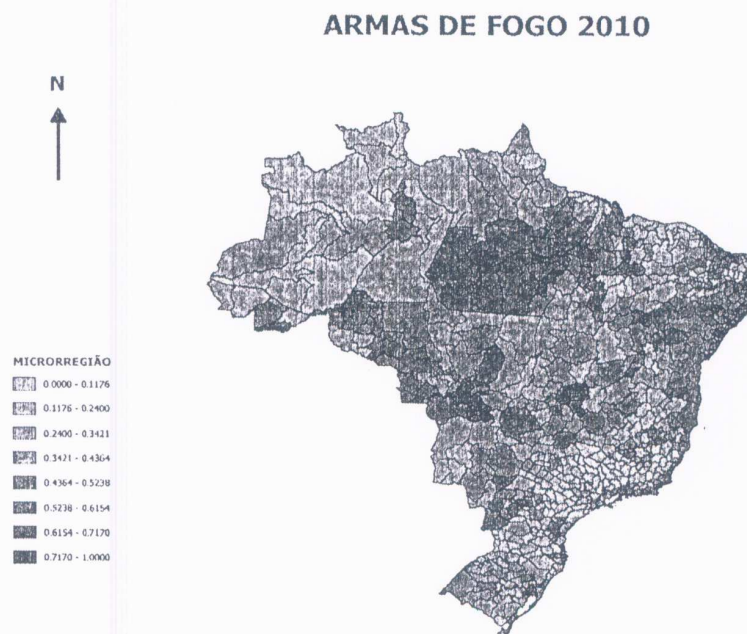 ARMAS DE FOGO 2010
N
MICRORREGIÃO
0.0000 - 0.1176
0.1176 - 0.2400
0.2400 - 0.3421
0.3421 - 0.4364
0.4364 - 0.5238
0.5238 - 0.6154
0.6154 - 0.7170
0.7170 - 1.0000